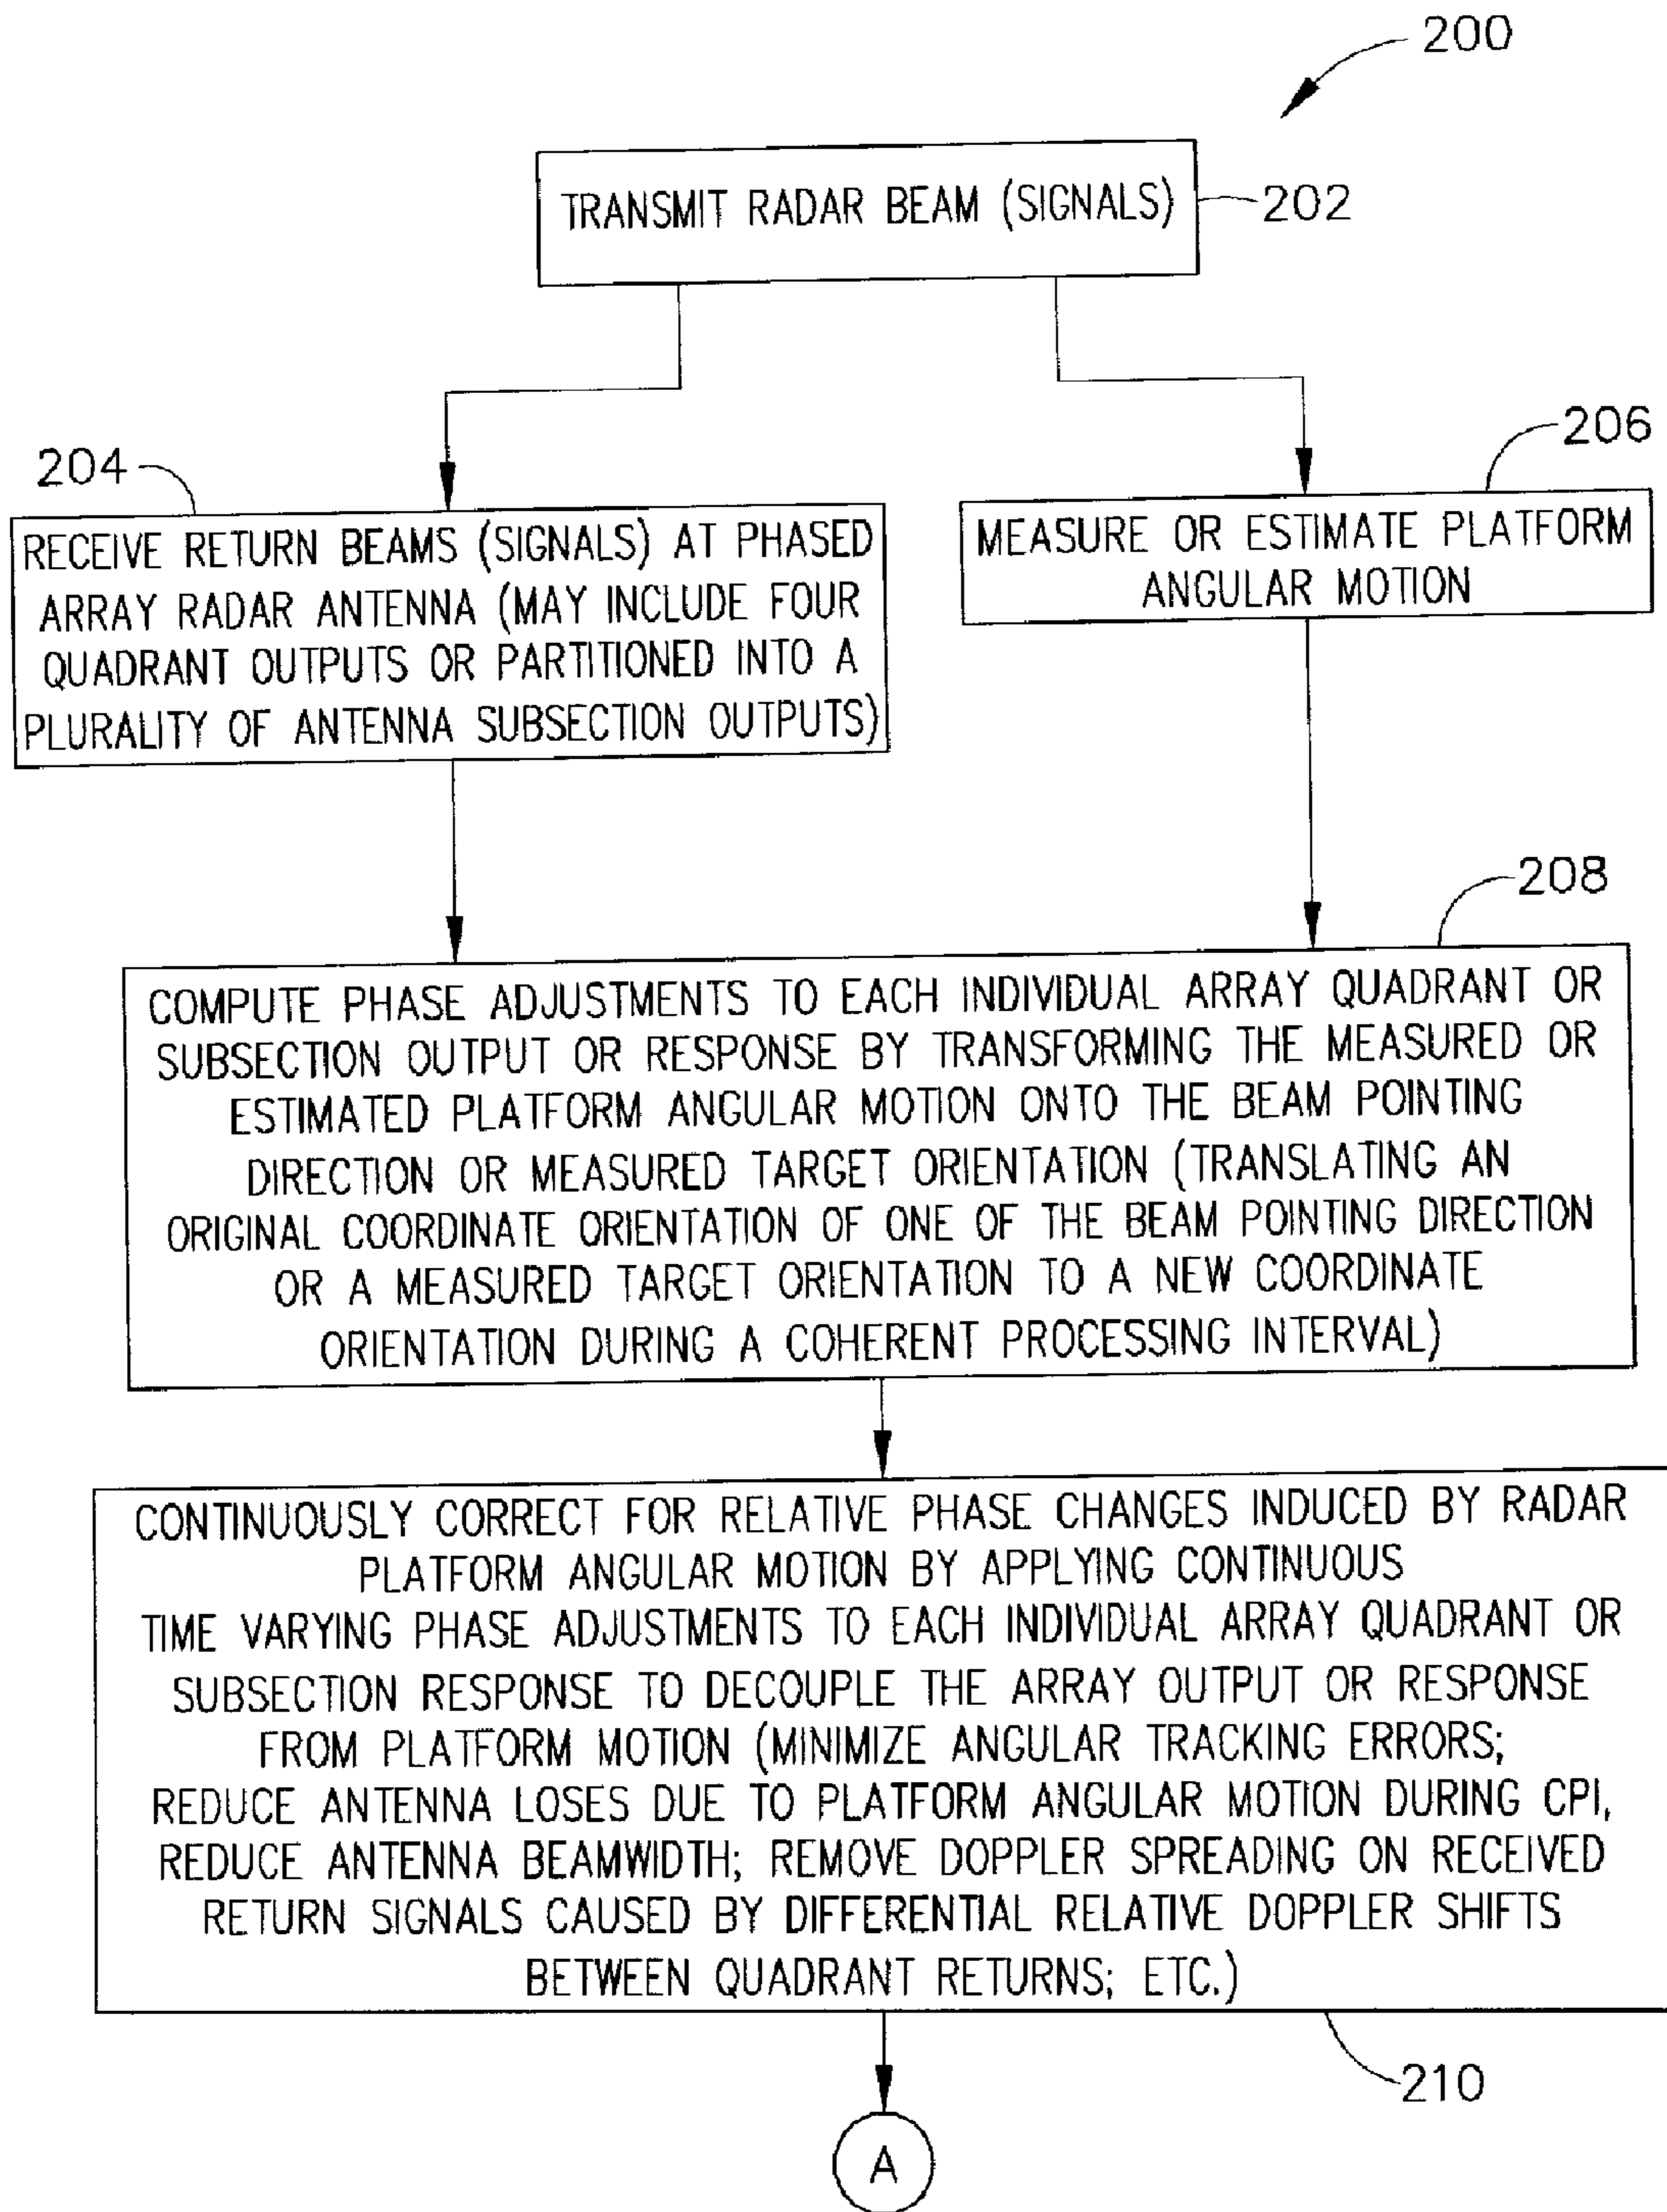 200
TRANSMIT RADAR BEAM (SIGNALS)
202
204
RECEIVE RETURN BEAMS (SIGNALS) AT PHASED
ARRAY RADAR ANTENNA (MAY INCLUDE FOUR
QUADRANT OUTPUTS OR PARTITIONED INTO A
PLURALITY OF ANTENNA SUBSECTION OUTPUTS)
206
MEASURE OR ESTIMATE PLATFORM
ANGULAR MOTION
208
COMPUTE PHASE ADJUSTMENTS TO EACH INDIVIDUAL ARRAY QUADRANT OR
SUBSECTION OUTPUT OR RESPONSE BY TRANSFORMING THE MEASURED OR
ESTIMATED PLATFORM ANGULAR MOTION ONTO THE BEAM POINTING
DIRECTION OR MEASURED TARGET ORIENTATION (TRANSLATING AN
ORIGINAL COORDINATE ORIENTATION OF ONE OF THE BEAM POINTING DIRECTION
OR A MEASURED TARGET ORIENTATION TO A NEW COORDINATE
ORIENTATION DURING A COHERENT PROCESSING INTERVAL)
CONTINUOUSLY CORRECT FOR RELATIVE PHASE CHANGES INDUCED BY RADAR
PLATFORM ANGULAR MOTION BY APPLYING CONTINUOUS
TIME VARYING PHASE ADJUSTMENTS TO EACH INDIVIDUAL ARRAY QUADRANT OR
SUBSECTION RESPONSE TO DECOUPLE THE ARRAY OUTPUT OR RESPONSE
FROM PLATFORM MOTION (MINIMIZE ANGULAR TRACKING ERRORS;
REDUCE ANTENNA LOSES DUE TO PLATFORM ANGULAR MOTION DURING CPI,
REDUCE ANTENNA BEAMWIDTH; REMOVE DOPPLER SPREADING ON RECEIVED
RETURN SIGNALS CAUSED BY DIFFERENTIAL RELATIVE DOPPLER SHIFTS
BETWEEN QUADRANT RETURNS; ETC.)
210
A